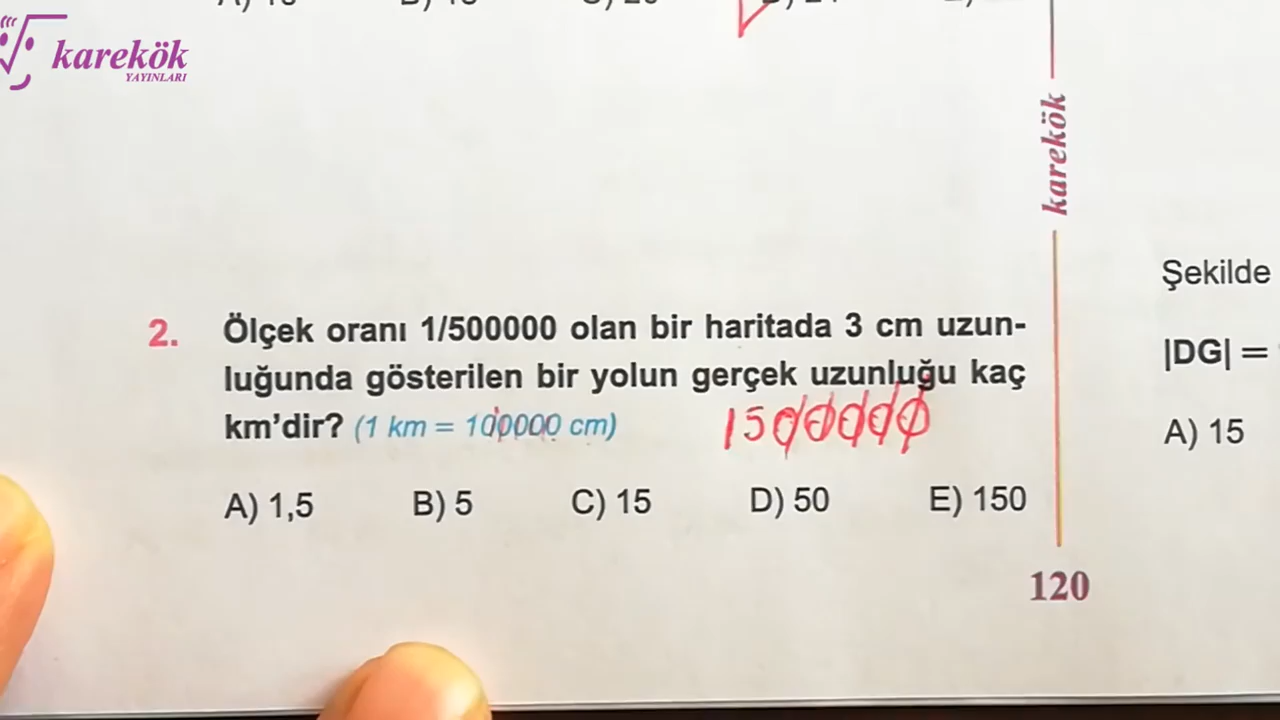 karekök
YAYINLARI
karekök
2. Ölçek oranı 1/500000 olan bir haritada 3 cm uzun-
luğunda gösterilen bir yolun gerçek uzunluğu kaç
km'dir? (1 km = 100000 cm)
1500000
A) 1,5 B) 5 C) 15 D) 50 E) 150
120
Şekilde
|DG| =
A) 15